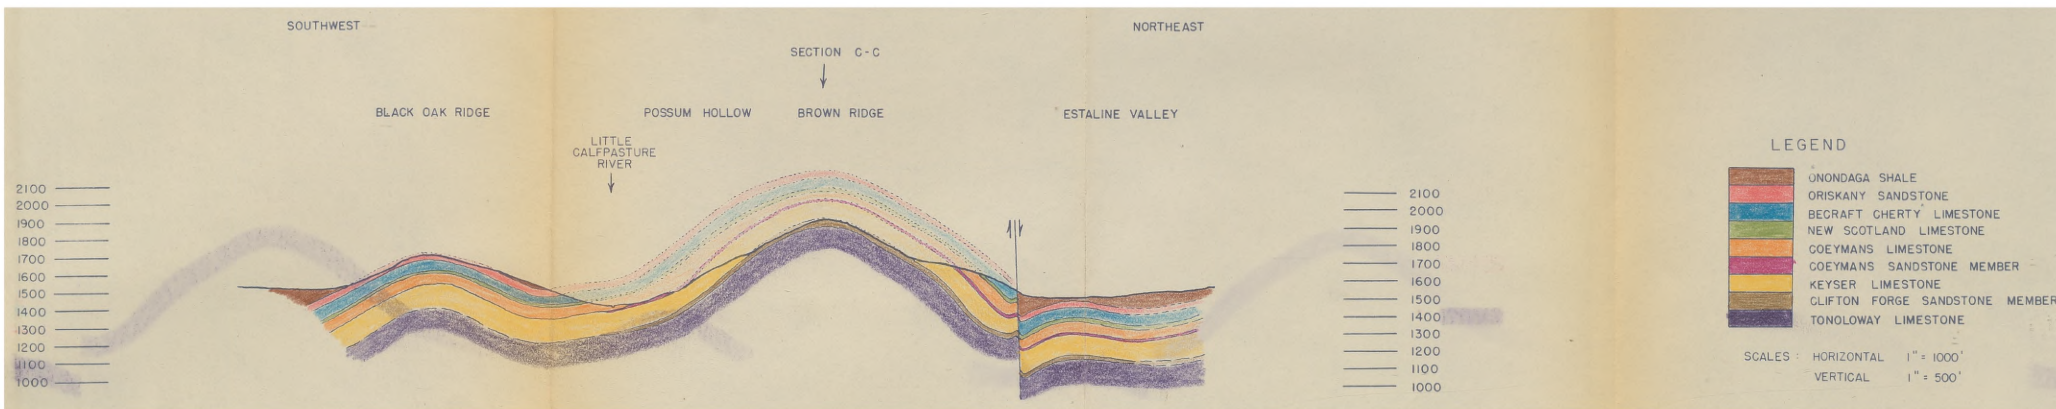 SOUTHWEST
NORTHEAST
SECTION C-C
BLACK OAK RIDGE
POSSUM HOLLOW
BROWN RIDGE
ESTALINE VALLEY
LITTLE
CALFPASTURE
RIVER
2100
2000
1900
1800
1700
1600
1500
1400
1300
1200
1100
1000
2100
2000
1900
1800
1700
1600
1500
1400
1300
1200
1100
1000
LEGEND
ONONDAGA SHALE
ORISKANY SANDSTONE
BECRAFT CHERTY LIMESTONE
NEW SCOTLAND LIMESTONE
COEYMANS LIMESTONE
COEYMANS SANDSTONE MEMBER
KEYSER LIMESTONE
CLIFTON FORGE SANDSTONE MEMBER
TONOLOWAY LIMESTONE
SCALES: HORIZONTAL 1" = 1000'
VERTICAL 1" = 500'